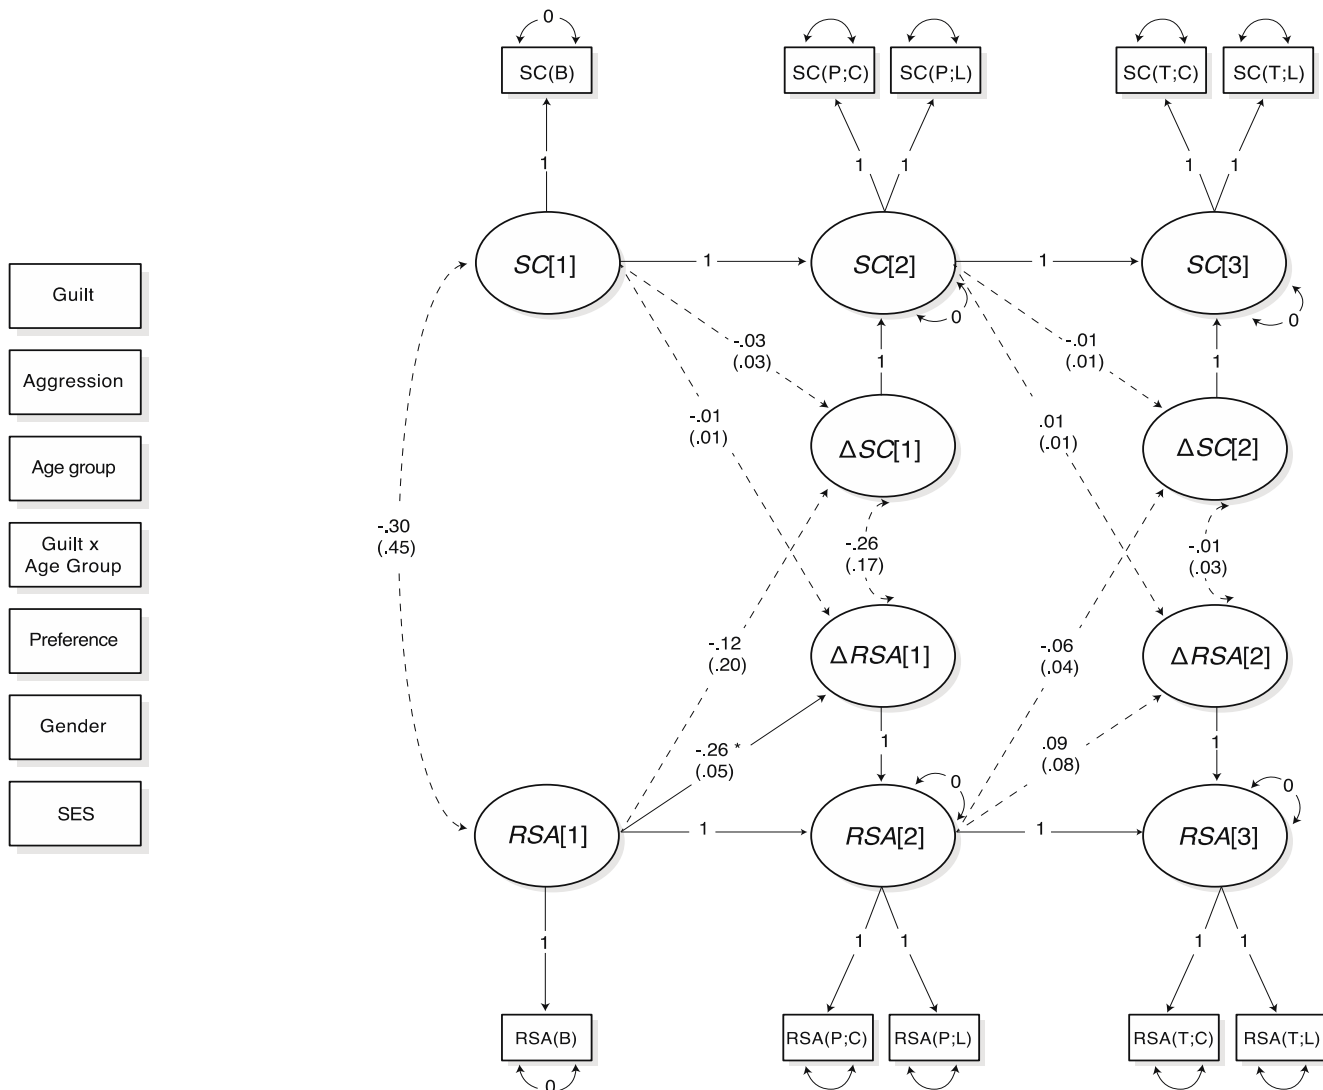 0
SC(B)
SC(P;C)
SC(P;L)
SC(T;C)
SC(T;L)
1
1
1
1
1
SC[1]
1
SC[2]
1
SC[3]
0
0
Guilt
Aggression
Age group
Guilt x
Age Group
Preference
Gender
SES
-.30
(.45)
-.03
(.03)
-.01
(.01)
1
-.01
(.01)
.01
(.01)
1
ΔSC[1]
ΔSC[2]
-.26
(.17)
-.01
(.03)
-.12
(.20)
ΔRSA[1]
-.06
(.04)
ΔRSA[2]
-.26 *
(.05)
1
.09
(.08)
1
0
0
RSA[1]
1
RSA[2]
1
RSA[3]
1
1
1
1
1
RSA(B)
RSA(P;C)
RSA(P;L)
RSA(T;C)
RSA(T;L)
0